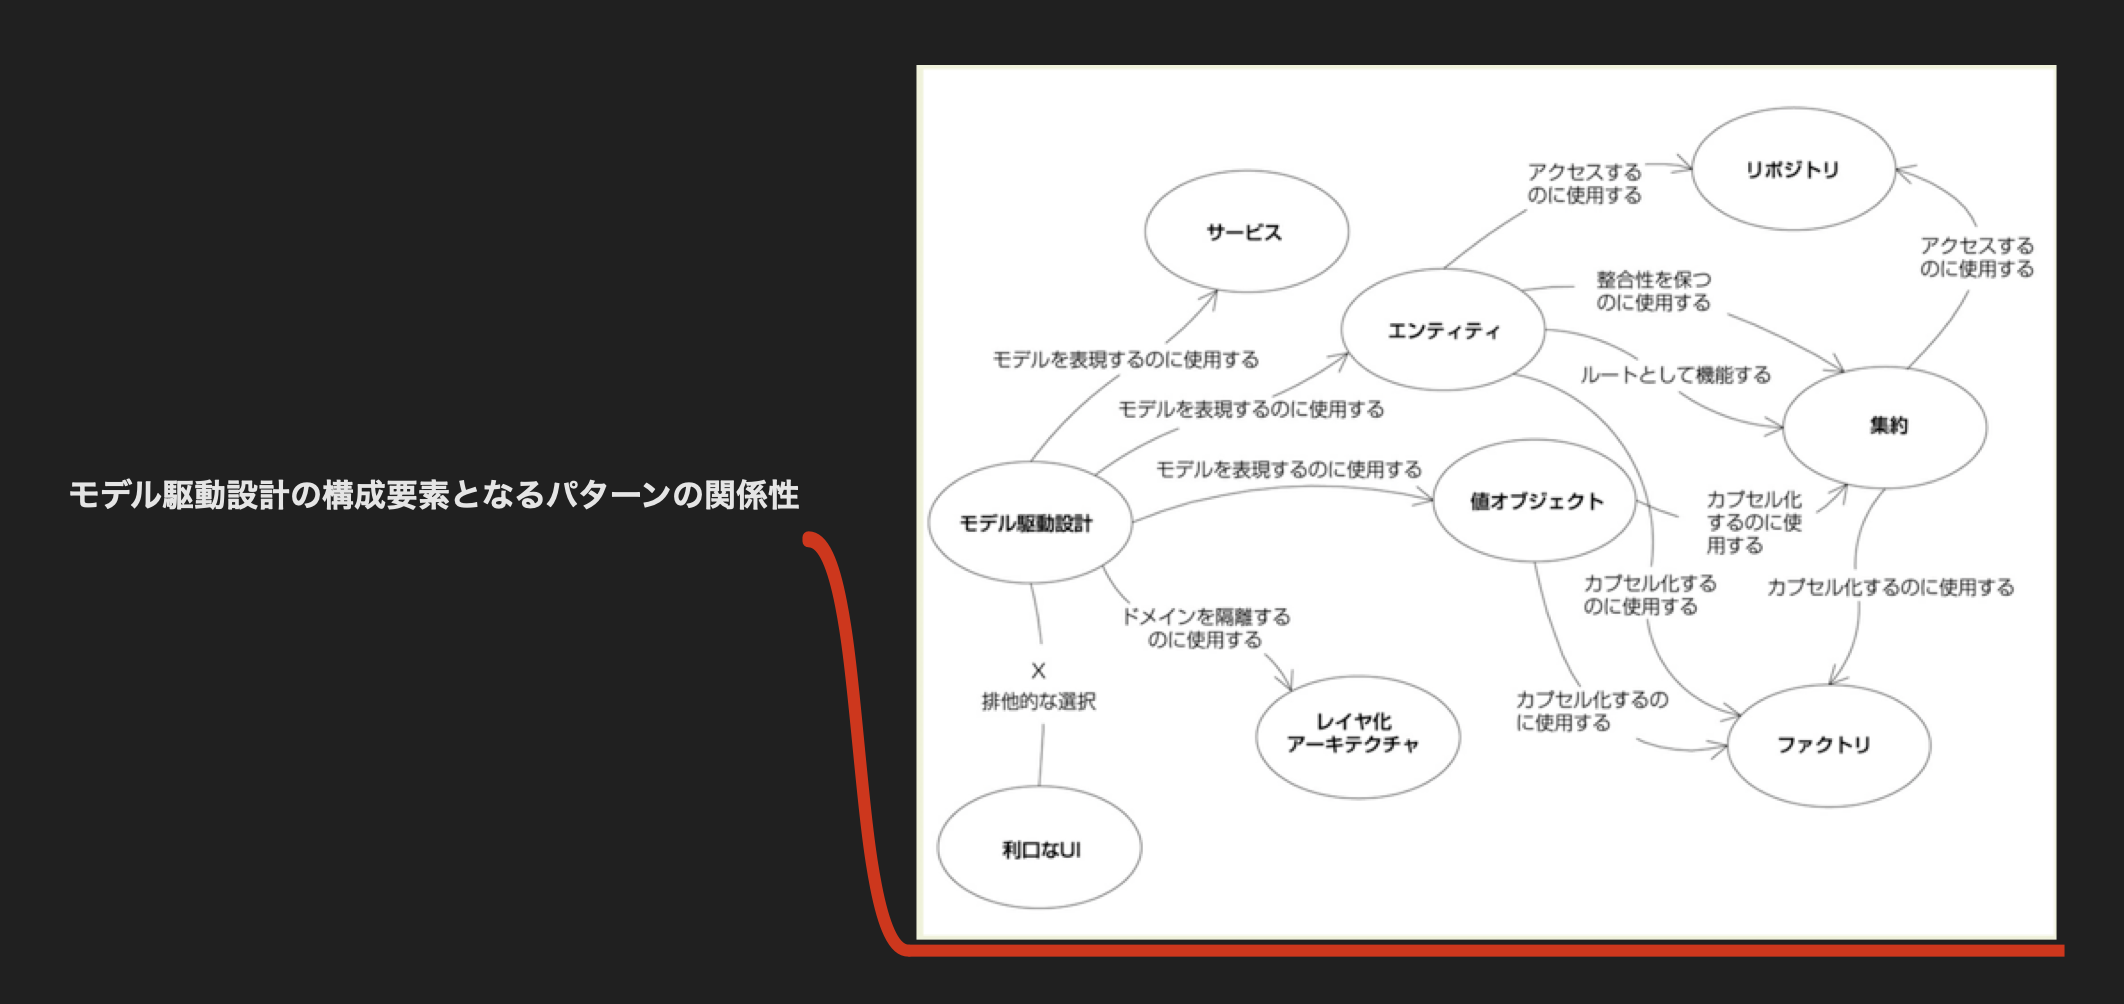 モデル駆動設計の構成要素となるパターンの関係性
リポジトリ
アクセスする
のに使用する
サービス
アクセスする
のに使用する
整合性を保つ
のに使用する
エンティティ
モデルを表現するのに使用する
ルートとして機能する
モデルを表現するのに使用する
集約
モデルを表現するのに使用する
値オブジェクト
カプセル化
するのに使
用する
モデル駆動設計
カプセル化する
のに使用する
カプセル化するのに使用する
ドメインを隔離する
のに使用する
X
排他的な選択
カプセル化するの
に使用する
レイヤ化
アーキテクチャ
ファクトリ
利口なUI